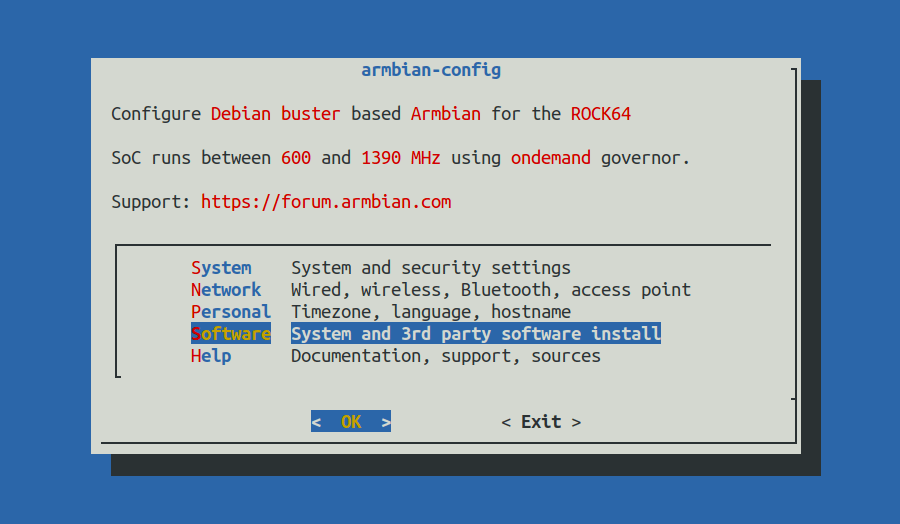 armbian-config
Configure Debian buster based Armbian for the ROCK64
SoC runs between 600 and 1390 MHz using ondemand governor.
Support: https://forum.armbian.com
System System and security settings
Network Wired, wireless, Bluetooth, access point
Personal Timezone, language, hostname
Software System and 3rd party software install
Help Documentation, support, sources
< OK > < Exit >